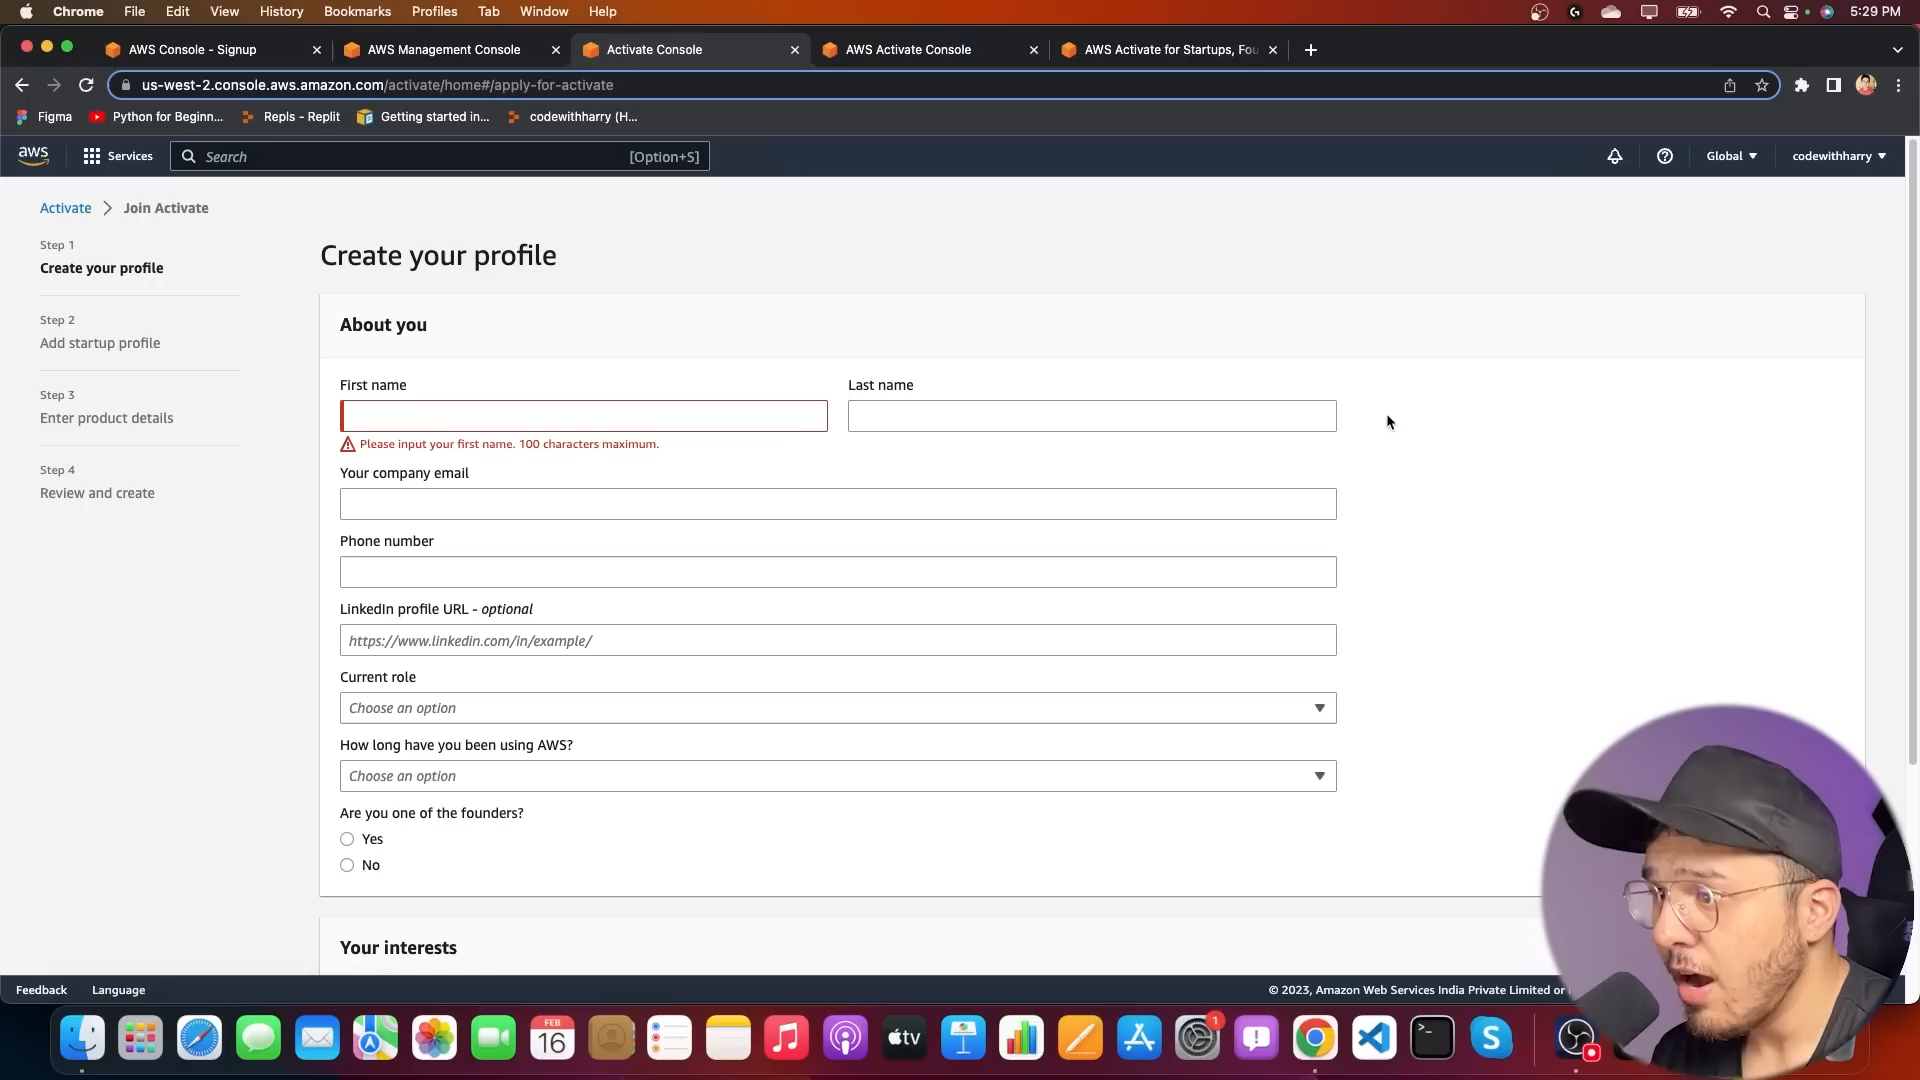 Chrome File Edit View History Bookmarks Profiles Tab Window Help 5:29 PM
AWS Console - Signup AWS Management Console Activate Console AWS Activate Console AWS Activate for Startups, Fou
us-west-2.console.aws.amazon.com/activate/home#/apply-for-activate
Figma Python for Beginn... Repls - Replit Getting started in... codewithharry (H...
aws Services Search [Option+S] Global codewithharry
Activate Join Activate
Step 1
Create your profile
Step 2
Add startup profile
Step 3
Enter product details
Step 4
Review and create
Create your profile
About you
First name Last name
Please input your first name. 100 characters maximum.
Your company email
Phone number
LinkedIn profile URL - optional
https://www.linkedin.com/in/example/
Current role
Choose an option
How long have you been using AWS?
Choose an option
Are you one of the founders?
Yes
No
Your interests
Feedback Language © 2023, Amazon Web Services India Private Limited or
FEB
16
tv
1